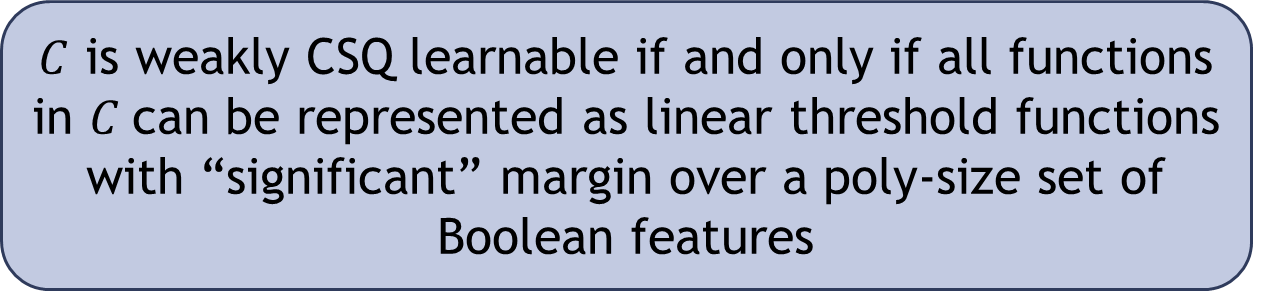 C is weakly CSQ learnable if and only if all functions
in C can be represented as linear threshold functions
with “significant” margin over a poly-size set of
Boolean features